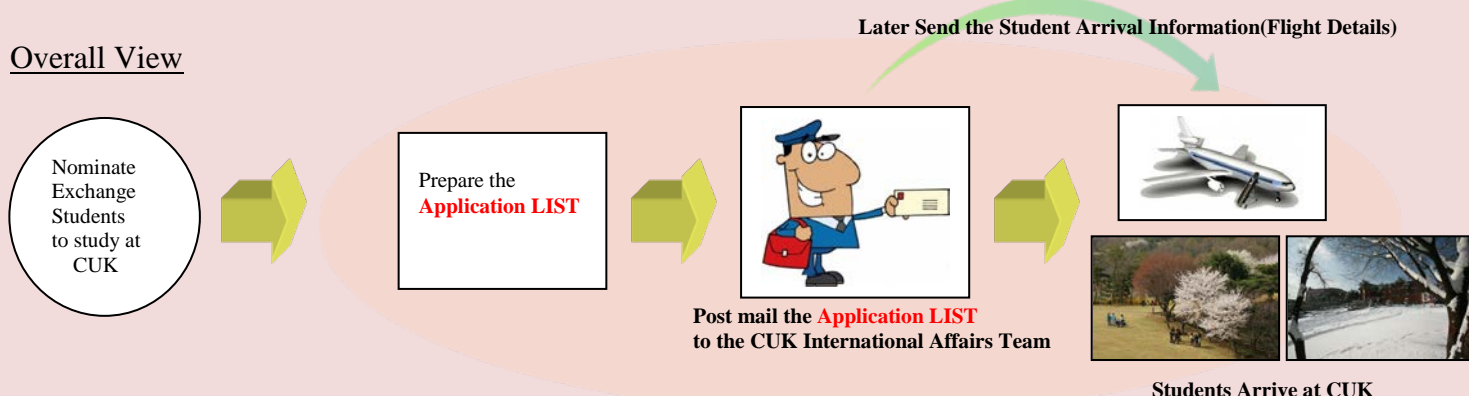 Later Send the Student Arrival Information(Flight Details)
Overall View
Nominate
Exchange
Students
to study at
CUK
Prepare the
Application LIST
Post mail the Application LIST
to the CUK International Affairs Team
Students Arrive at CUK